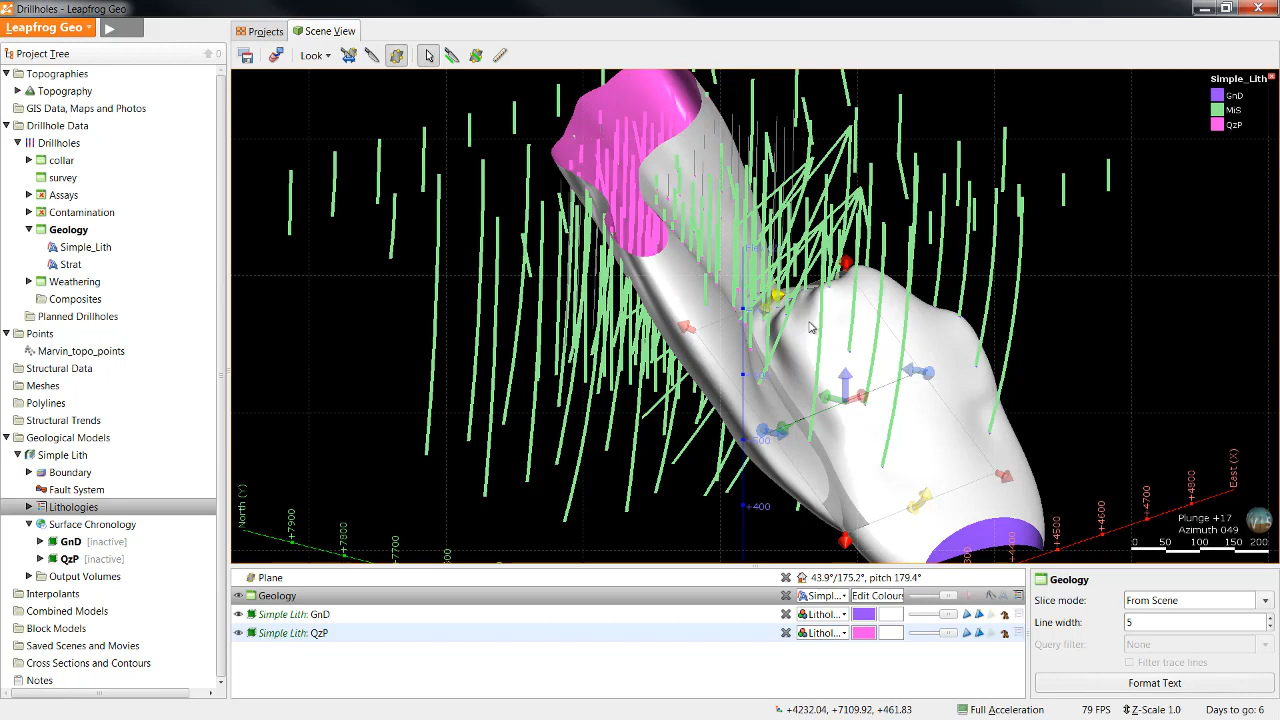 Drillholes - Leapfrog Geo
Leapfrog Geo
Projects
Scene View
Project Tree
0
Look
Topographies
Topography
GIS Data, Maps and Photos
Drillhole Data
Drillholes
collar
survey
Assays
Contamination
Geology
Simple_Lith
Strat
Weathering
Composites
Planned Drillholes
Points
Marvin_topo_points
Structural Data
Meshes
Polylines
Structural Trends
Geological Models
Simple Lith
Boundary
Fault System
Lithologies
Surface Chronology
GnD [inactive]
QzP [inactive]
Output Volumes
Interpolants
Combined Models
Block Models
Saved Scenes and Movies
Cross Sections and Contours
Notes
Simple_Lith
GnD
MiS
QzP
North (Y)
+7900
+7800
+7700
+400
East (X)
+4800
+4700
+4600
+4500
Plunge +17
Azimuth 049
0 50 100 150 200
Plane 43.9°/175.2°, pitch 179.4°
Geology Simpl... Edit Colours
Simple Lith: GnD Lithol...
Simple Lith: QzP Lithol...
Geology
Slice mode: From Scene
Line width: 5
Query filter: None
Filter trace lines
Format Text
+4232.04, +7109.92, +461.83
Full Acceleration
79 FPS
Z-Scale 1.0
Days to go: 6